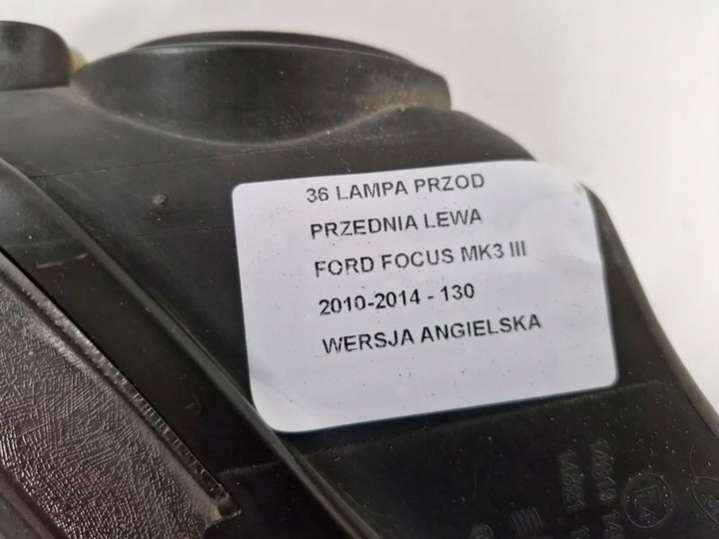 36 LAMPA PRZOD
PRZEDNIA LEWA
FORD FOCUS MK3 III
2010-2014 - 130
WERSJA ANGIELSKA